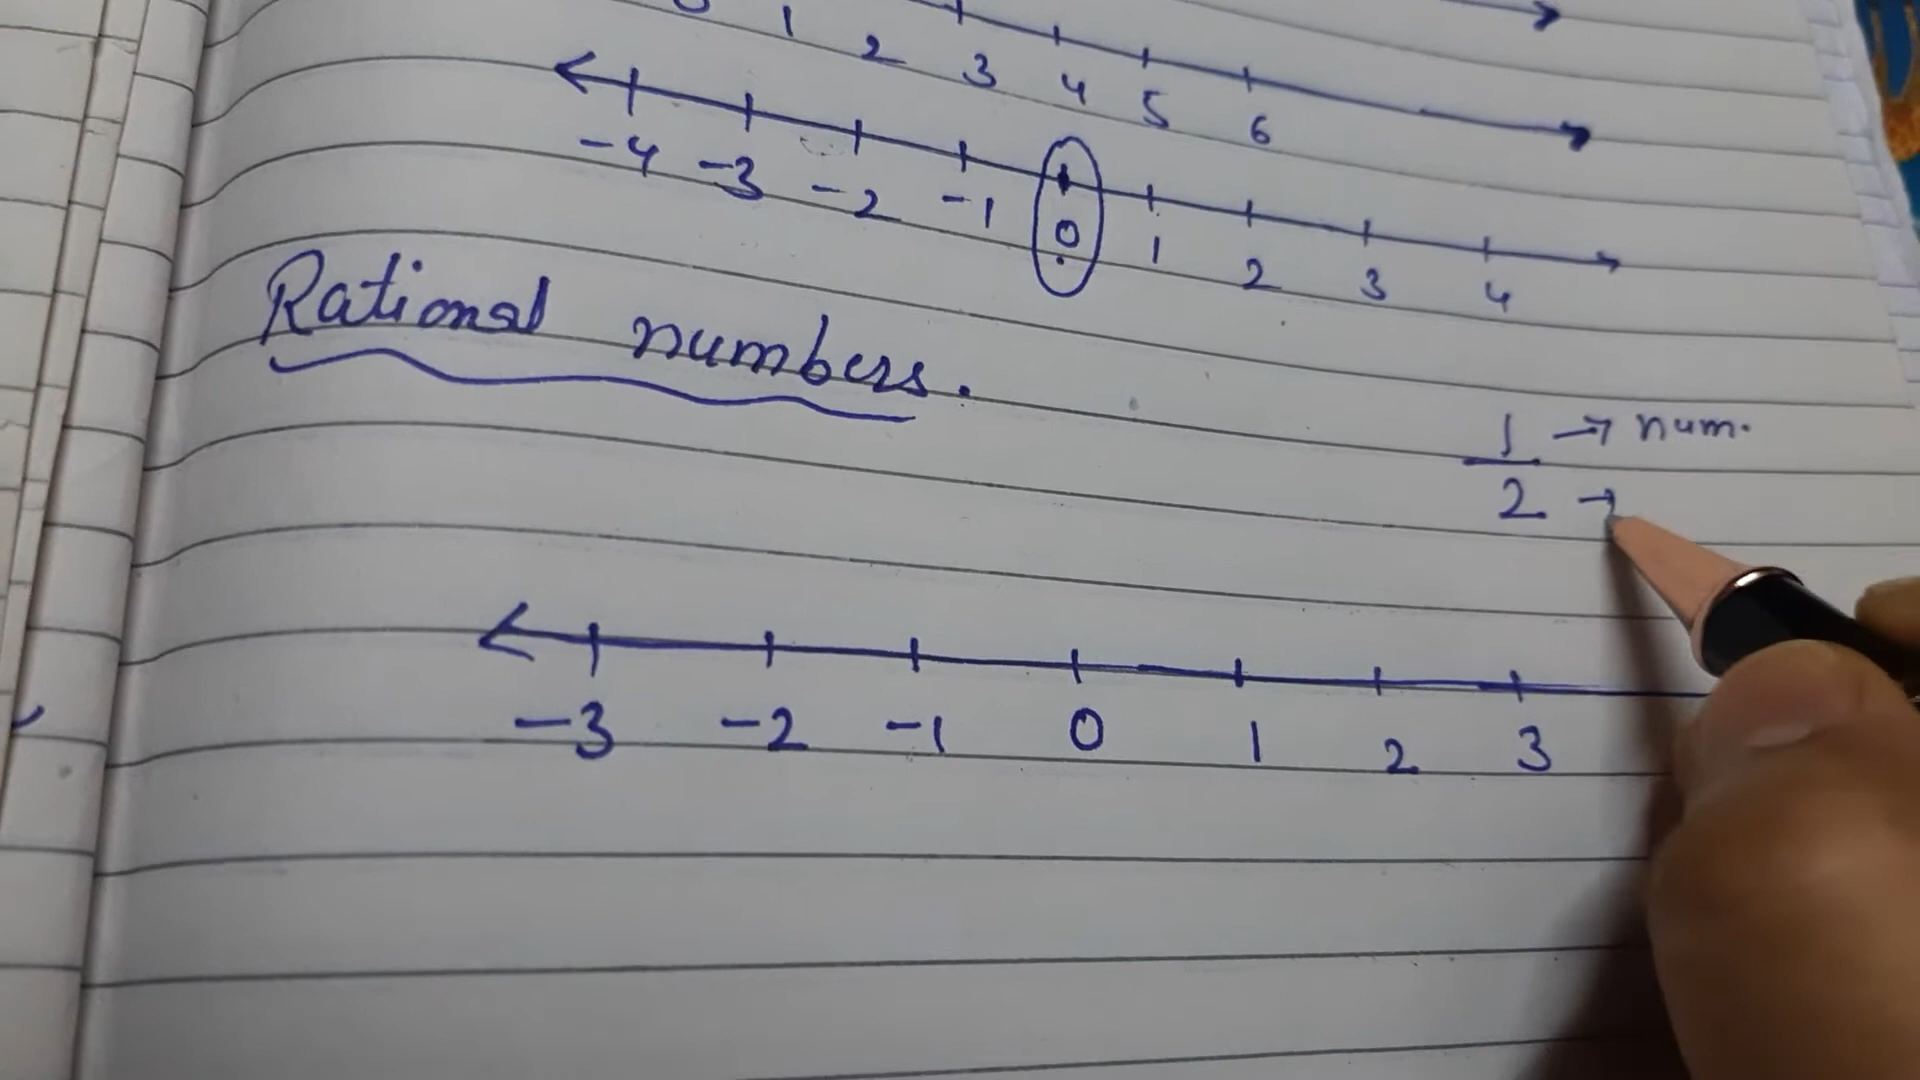 0 1 2 3 4 5 6
-4 -3 -2 -1 0 1 2 3 4
Rational numbers.
1 → num.
2 →
-3 -2 -1 0 1 2 3